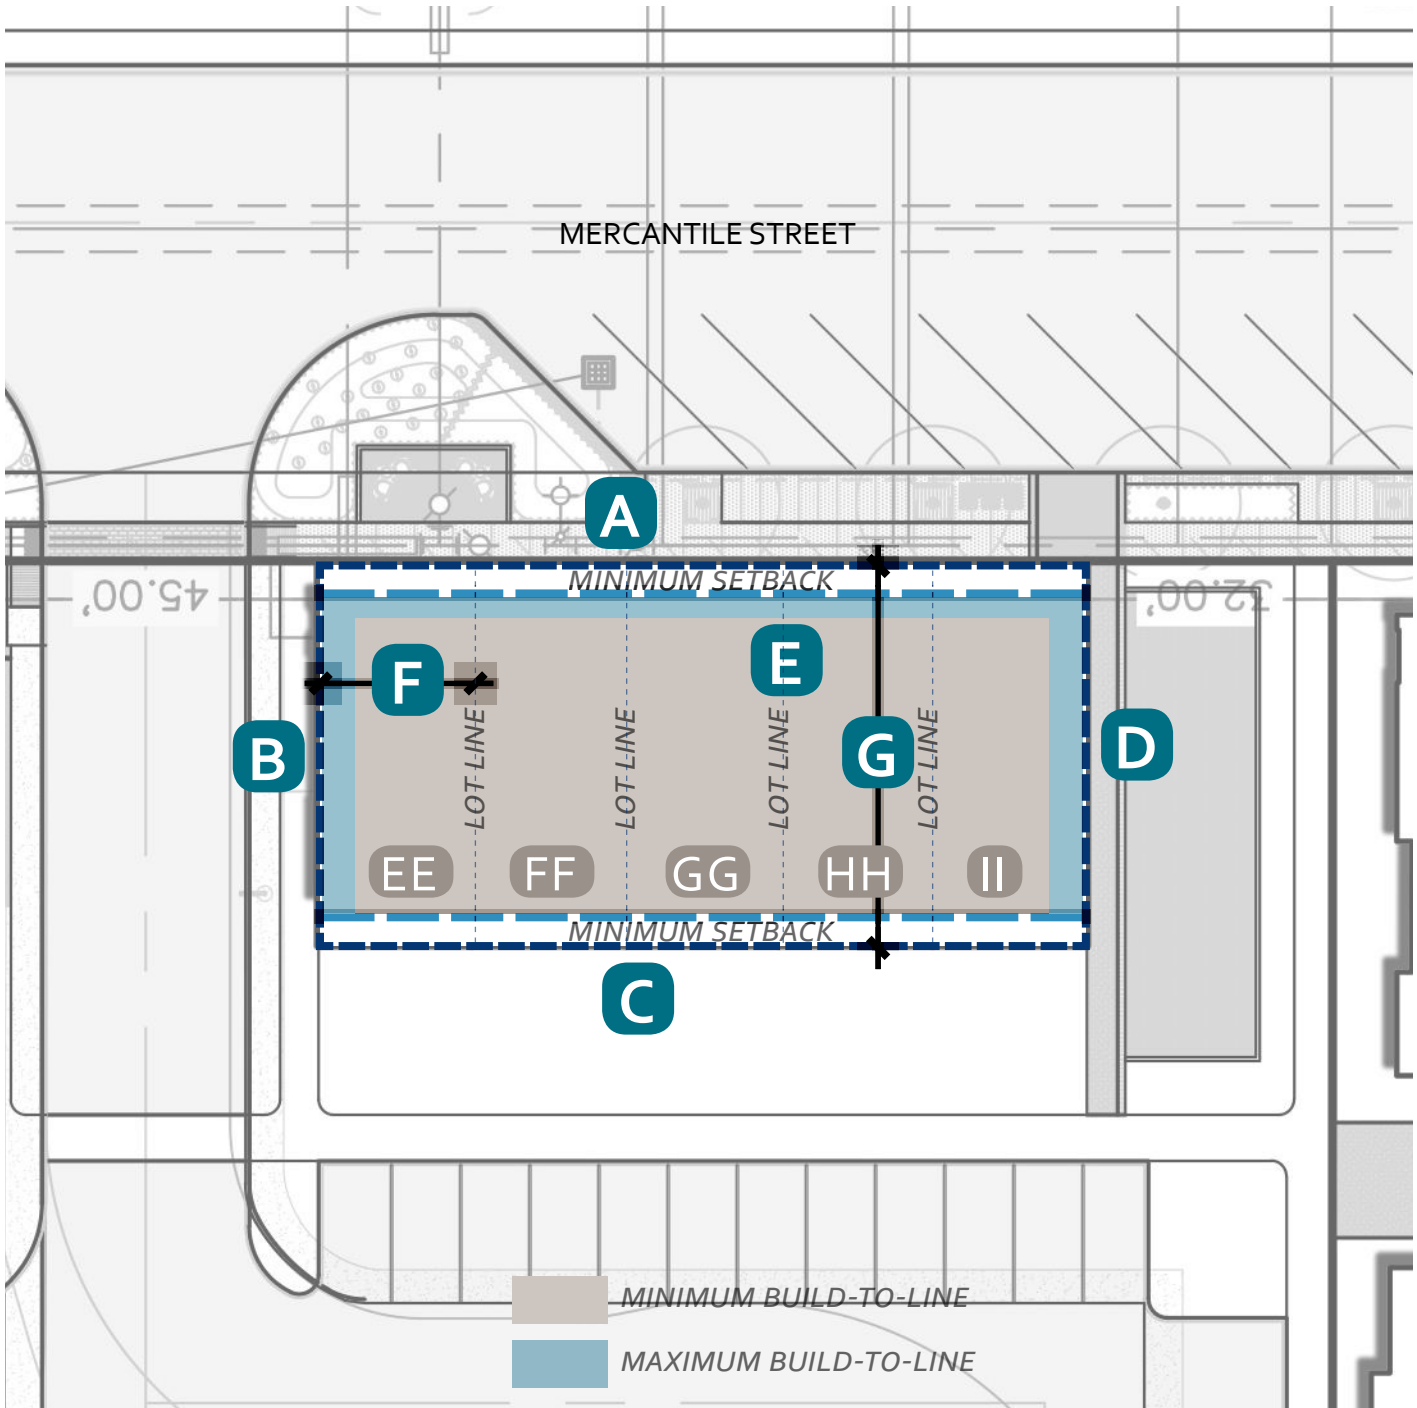 MERCANTILE STREET
A
MINIMUM SETBACK
45.00'
32.00'
E
F
LOT LINE
LOT LINE
LOT LINE
LOT LINE
B
G
D
EE
FF
GG
HH
II
MINIMUM SETBACK
C
MINIMUM BUILD-TO-LINE
MAXIMUM BUILD-TO-LINE